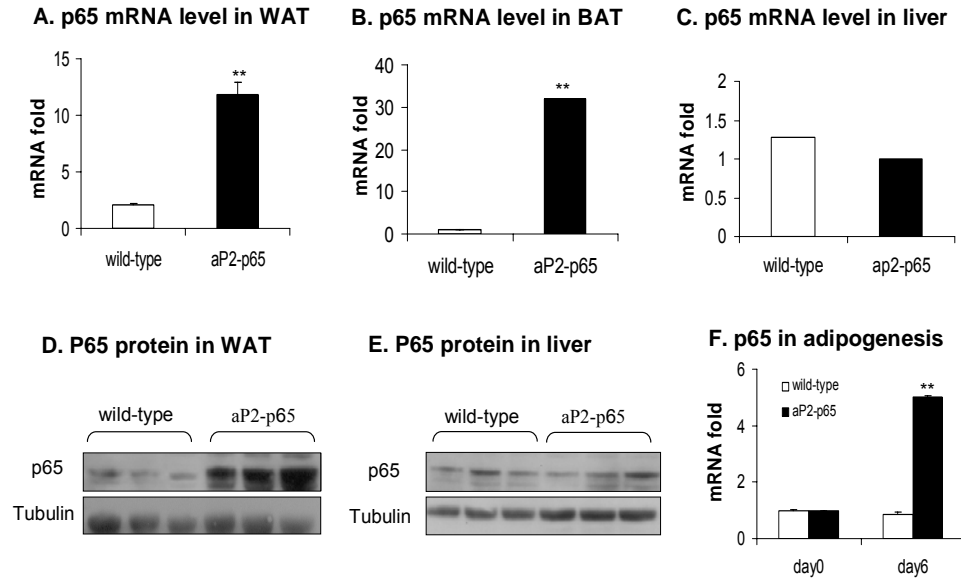 A. p65 mRNA level in WAT
mRNA fold
15
10
5
0
**
wild-type
aP2-p65
B. p65 mRNA level in BAT
mRNA fold
40
30
20
10
0
**
wild-type
aP2-p65
C. p65 mRNA level in liver
mRNA fold
2
1.5
1
0.5
0
wild-type
ap2-p65
D. P65 protein in WAT
wild-type
aP2-p65
p65
Tubulin
E. P65 protein in liver
wild-type
aP2-p65
p65
Tubulin
F. p65 in adipogenesis
mRNA fold
6
4
2
0
wild-type
aP2-p65
**
day0
day6